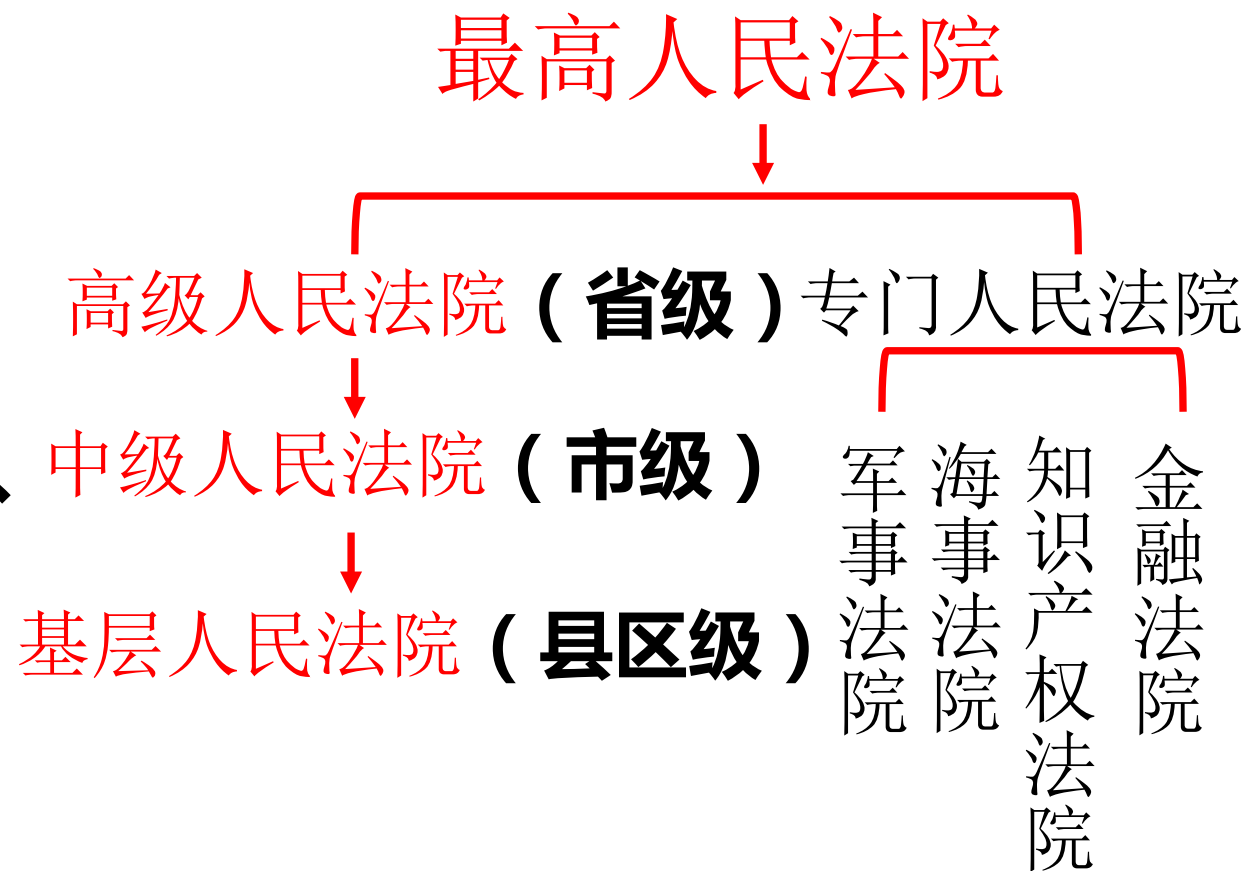 最高人民法院
高级人民法院（省级）专门人民法院
中级人民法院（市级）
基层人民法院（县区级）
军事法院
海事法院
知识产权法院
金融法院